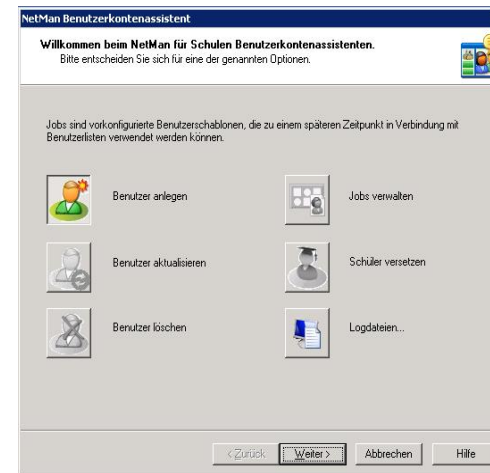 NetMan Benutzerkontenassistent
Willkommen beim NetMan für Schulen Benutzerkontenassistenten.
Bitte entscheiden Sie sich für eine der genannten Optionen.
Jobs sind vorkonfigurierte Benutzerschablonen, die zu einem späteren Zeitpunkt in Verbindung mit
Benutzerlisten verwendet werden können.
Benutzer anlegen
Jobs verwalten
Benutzer aktualisieren
Schüler versetzen
Benutzer löschen
Logdateien...
< Zurück Weiter > Abbrechen Hilfe